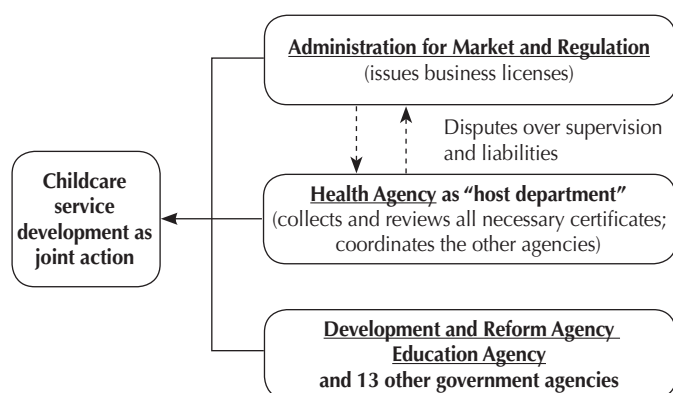 Administration for Market and Regulation
(issues business licenses)
Disputes over supervision
and liabilities
Childcare
service
development as
joint action
Health Agency as “host department”
(collects and reviews all necessary certificates;
coordinates the other agencies)
Development and Reform Agency
Education Agency
and 13 other government agencies